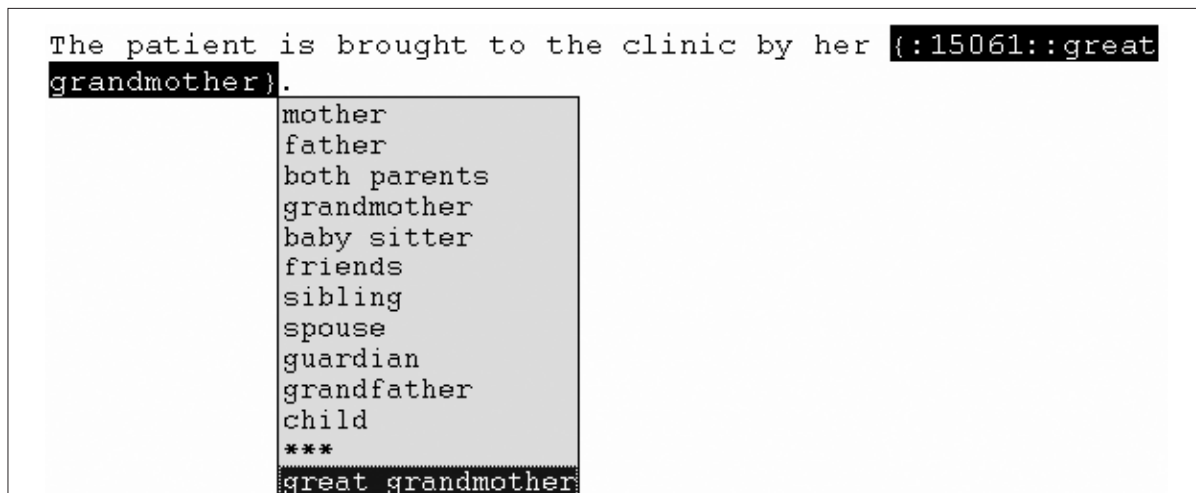 The patient is brought to the clinic by her {:15061::great
grandmother}.
mother
father
both parents
grandmother
baby sitter
friends
sibling
spouse
guardian
grandfather
child
***
great grandmother